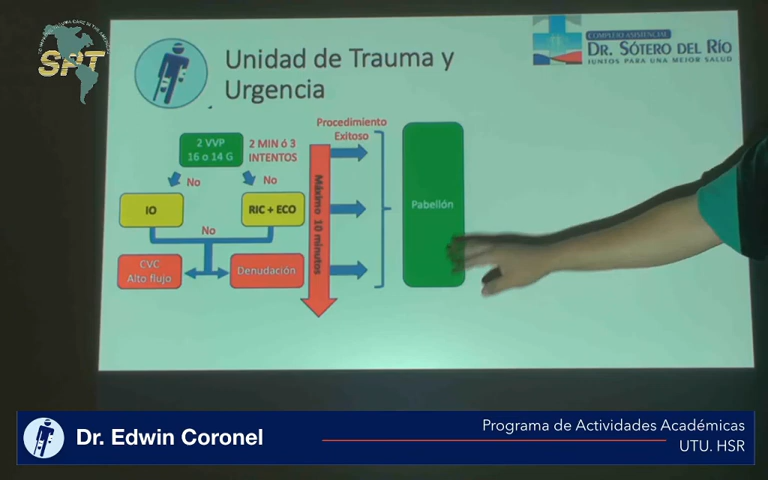 SPT
Unidad de Trauma y
Urgencia
COMPLEJO ASISTENCIAL
DR. SÓTERO DEL RÍO
JUNTOS PARA UNA MEJOR SALUD
Procedimiento
Exitoso
2 VVP
16 o 14 G
2 MIN ó 3
INTENTOS
No
No
IO
RIC + ECO
No
CVC
Alto flujo
Denudación
Máximo 10 minutos
Pabellón
Dr. Edwin Coronel
Programa de Actividades Académicas
UTU. HSR